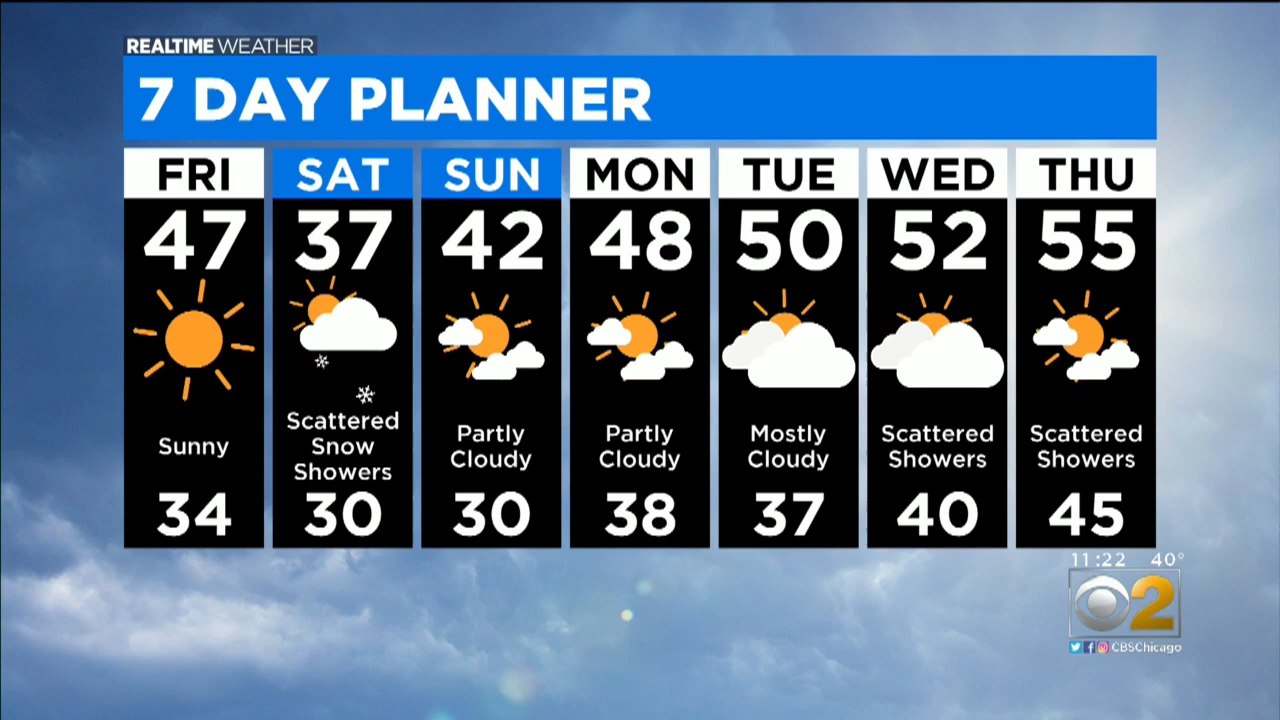 REALTIME WEATHER
7 DAY PLANNER
FRI SAT SUN MON TUE WED THU
47 37 42 48 50 52 55
Sunny
Scattered
Snow
Showers
Partly
Cloudy
Partly
Cloudy
Mostly
Cloudy
Scattered
Showers
Scattered
Showers
34 30 30 38 37 40 45
11:22 40°
2
CBSChicago